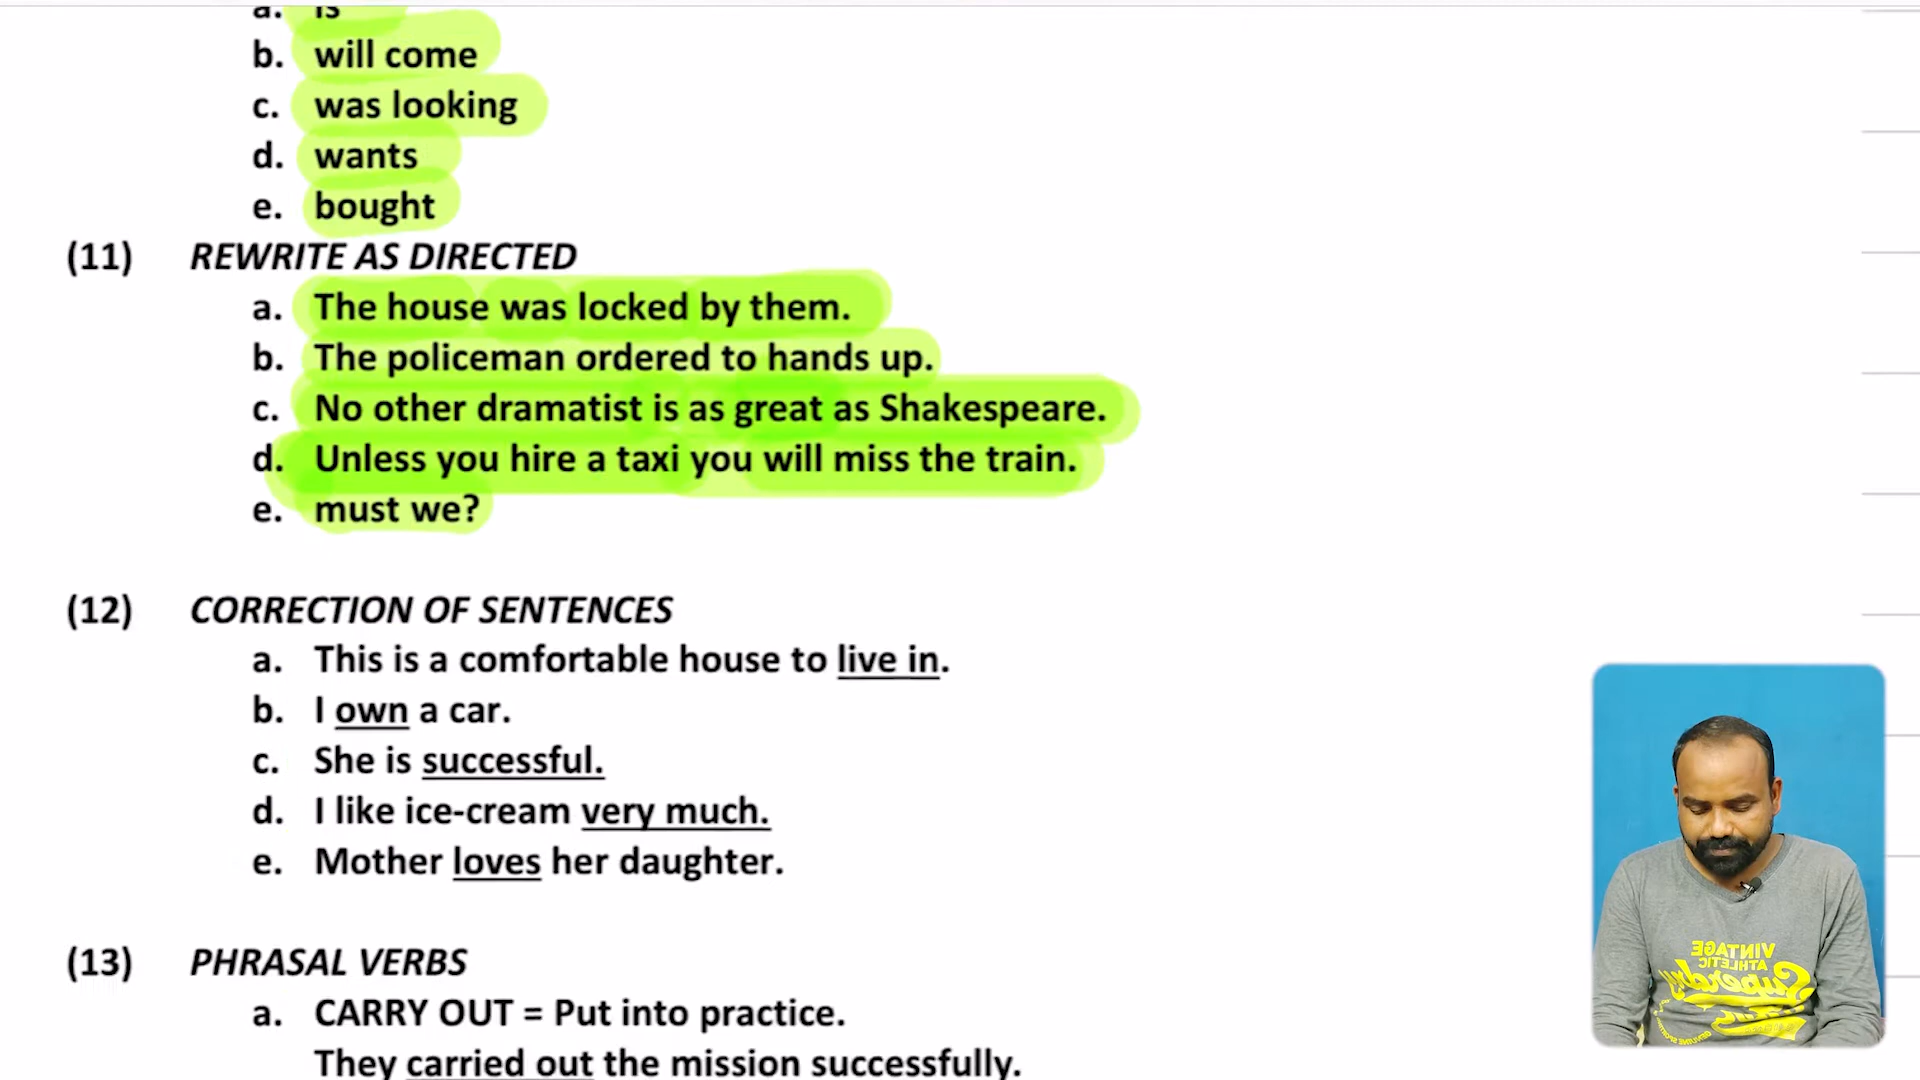 a. is
b. will come
c. was looking
d. wants
e. bought
(11) REWRITE AS DIRECTED
a. The house was locked by them.
b. The policeman ordered to hands up.
c. No other dramatist is as great as Shakespeare.
d. Unless you hire a taxi you will miss the train.
e. must we?
(12) CORRECTION OF SENTENCES
a. This is a comfortable house to live in.
b. I own a car.
c. She is successful.
d. I like ice-cream very much.
e. Mother loves her daughter.
(13) PHRASAL VERBS
a. CARRY OUT = Put into practice.
They carried out the mission successfully.
VINTAGE
ATHLETIC
Superdry